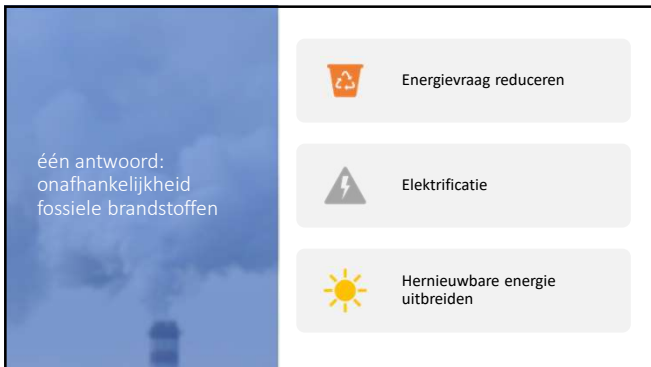 één antwoord:
onafhankelijkheid
fossiele brandstoffen
Energievraag reduceren
Elektrificatie
Hernieuwbare energie
uitbreiden